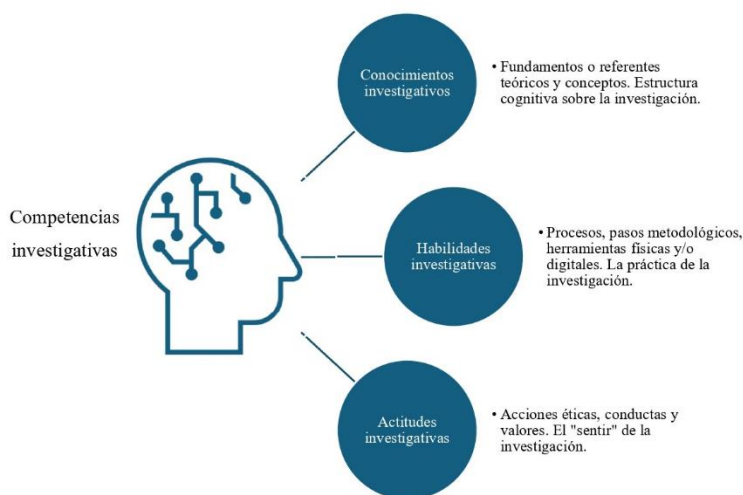 Competencias
investigativas
Conocimientos
investigativos
• Fundamentos o referentes
teóricos y conceptos. Estructura
cognitiva sobre la investigación.
Habilidades
investigativas
• Procesos, pasos metodológicos,
herramientas físicas y/o
digitales. La práctica de la
investigación.
Actitudes
investigativas
• Acciones éticas, conductas y
valores. El "sentir" de la
investigación.